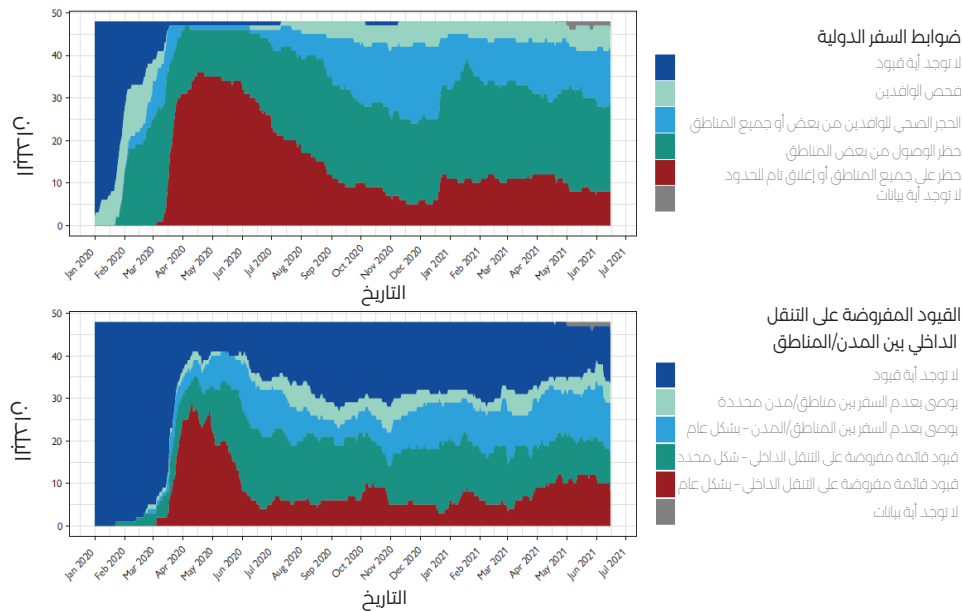 50
40
30
20
10
0
البلدان
Jan 2020
Feb 2020
Mar 2020
Apr 2020
May 2020
Jun 2020
Jul 2020
Aug 2020
Sep 2020
Oct 2020
Nov 2020
Dec 2020
Jan 2021
Feb 2021
Mar 2021
Apr 2021
May 2021
Jun 2021
Jul 2021
التاريخ
ضوابط السفر الدولية
لا توجد أية قيود
فحص الوافدين
الحجر الصحي للوافدين من بعض أو جميع المناطق
حظر الوصول من بعض المناطق
حظر على جميع المناطق أو إغلاق تام للحدود
لا توجد أية بيانات
50
40
30
20
10
0
البلدان
Jan 2020
Feb 2020
Mar 2020
Apr 2020
May 2020
Jun 2020
Jul 2020
Aug 2020
Sep 2020
Oct 2020
Nov 2020
Dec 2020
Jan 2021
Feb 2021
Mar 2021
Apr 2021
May 2021
Jun 2021
Jul 2021
التاريخ
القيود المفروضة على التنقل
الداخلي بين المدن/المناطق
لا توجد أية قيود
يوصى بعدم السفر بين مناطق/مدن محددة
يوصى بعدم السفر بين المناطق/المدن – بشكل عام
قيود قائمة مفروضة على التنقل الداخلي – شكل محدد
قيود قائمة مفروضة على التنقل الداخلي – بشكل عام
لا توجد أية بيانات